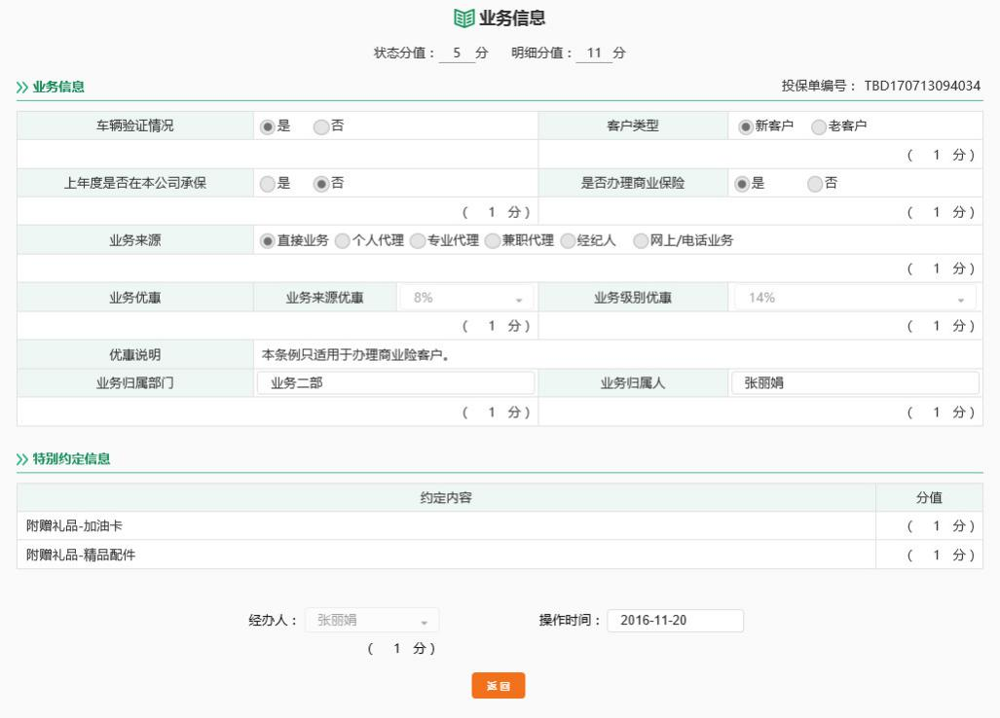 业务信息
状态分值： 5 分 明细分值： 11 分
业务信息 投保单编号： TBD170713094034
车辆验证情况 是 否 客户类型 新客户 老客户
( 1 分 )
上年度是否在本公司承保 是 否 是否办理商业保险 是 否
( 1 分 ) ( 1 分 )
业务来源 直接业务 个人代理 专业代理 兼职代理 经纪人 网上/电话业务
( 1 分 )
业务优惠 业务来源优惠 8% 业务级别优惠 14%
( 1 分 ) ( 1 分 )
优惠说明 本条例只适用于办理商业险客户。
业务归属部门 业务二部 业务归属人 张丽娟
( 1 分 ) ( 1 分 )
特别约定信息
约定内容 分值
附赠礼品-加油卡 ( 1 分 )
附赠礼品-精品配件 ( 1 分 )
经办人： 张丽娟 操作时间： 2016-11-20
( 1 分 )
返回